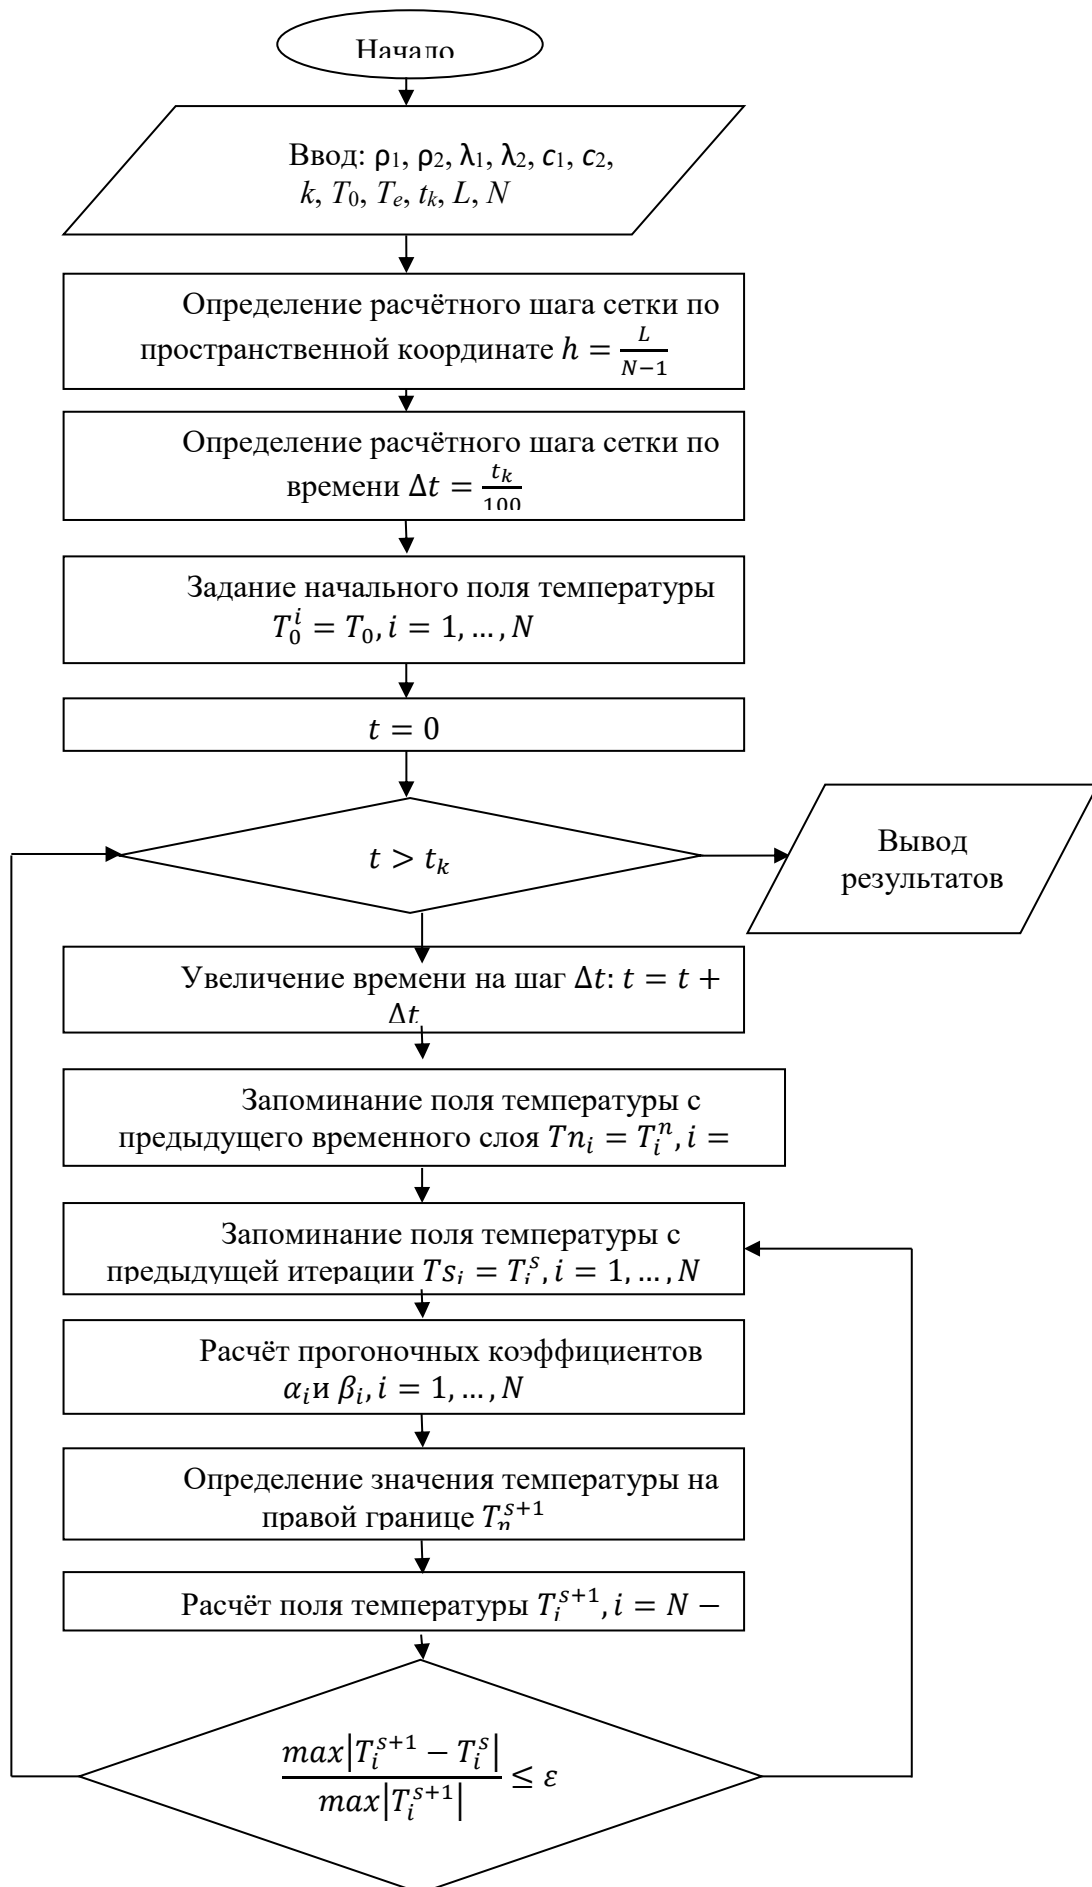 Начало
Ввод: ρ₁, ρ₂, λ₁, λ₂, c₁, c₂,
k, T₀, Tₑ, tₖ, L, N
Определение расчётного шага сетки по
пространственной координате h = L/(N−1)
Определение расчётного шага сетки по
времени Δt = tₖ/100
Задание начального поля температуры
T₀ⁱ = T₀, i = 1, … , N
t = 0
t > tₖ
Вывод
результатов
Увеличение времени на шаг Δt: t = t +
Δt
Запоминание поля температуры с
предыдущего временного слоя Tnᵢ = Tᵢⁿ, i =
Запоминание поля температуры с
предыдущей итерации Tsᵢ = Tᵢˢ, i = 1, … , N
Расчёт прогоночных коэффициентов
αᵢ и βᵢ, i = 1, … , N
Определение значения температуры на
правой границе Tₙˢ⁺¹
Расчёт поля температуры Tᵢˢ⁺¹, i = N −
max|Tᵢˢ⁺¹ − Tᵢˢ| / max|Tᵢˢ⁺¹| ≤ ε